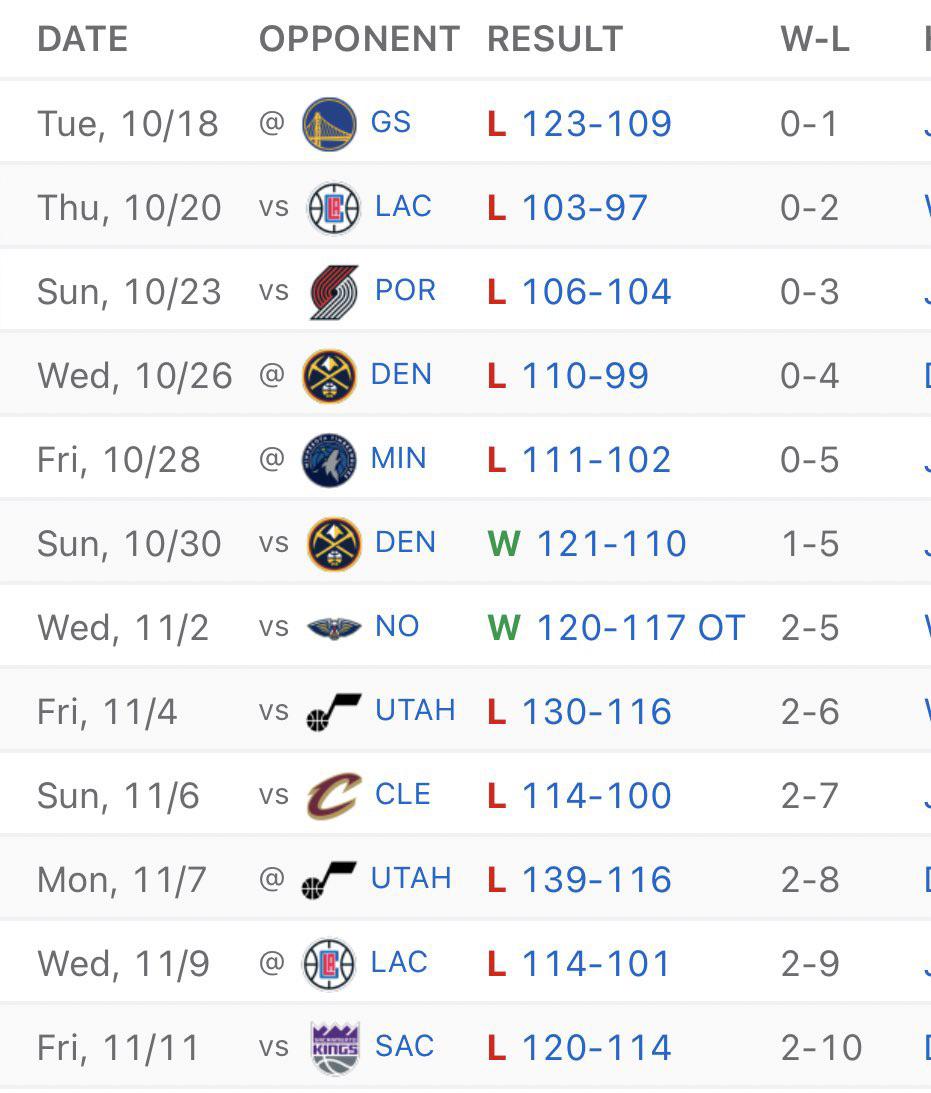 DATE OPPONENT RESULT W-L
Tue, 10/18 @ GS L 123-109 0-1
Thu, 10/20 vs LAC L 103-97 0-2
Sun, 10/23 vs POR L 106-104 0-3
Wed, 10/26 @ DEN L 110-99 0-4
Fri, 10/28 @ MIN L 111-102 0-5
Sun, 10/30 vs DEN W 121-110 1-5
Wed, 11/2 vs NO W 120-117 OT 2-5
Fri, 11/4 vs UTAH L 130-116 2-6
Sun, 11/6 vs CLE L 114-100 2-7
Mon, 11/7 @ UTAH L 139-116 2-8
Wed, 11/9 @ LAC L 114-101 2-9
Fri, 11/11 vs SACRAMENTO KINGS SAC L 120-114 2-10